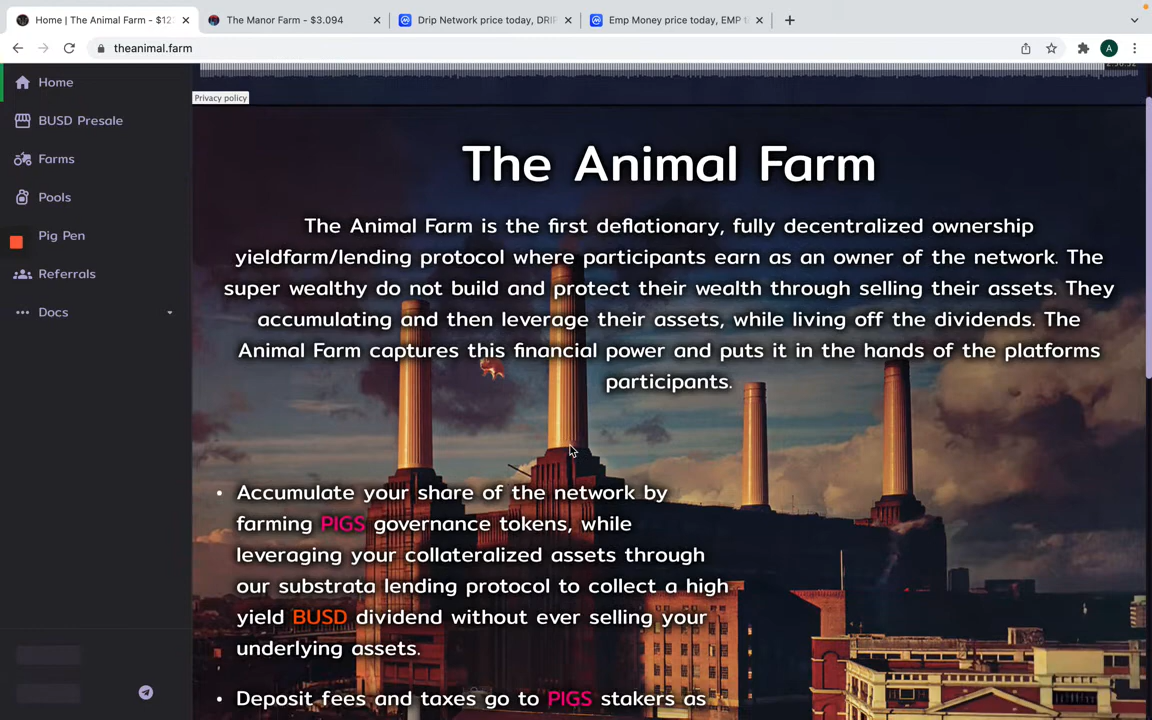 Home | The Animal Farm - $12
The Manor Farm - $3.094
Drip Network price today, DRIP
Emp Money price today, EMP t
theanimal.farm
A
Home
Privacy policy
BUSD Presale
Farms
Pools
Pig Pen
Referrals
Docs
The Animal Farm
The Animal Farm is the first deflationary, fully decentralized ownership
yieldfarm/lending protocol where participants earn as an owner of the network. The
super wealthy do not build and protect their wealth through selling their assets. They
accumulating and then leverage their assets, while living off the dividends. The
Animal Farm captures this financial power and puts it in the hands of the platforms
participants.
• Accumulate your share of the network by
farming PIGS governance tokens, while
leveraging your collateralized assets through
our substrata lending protocol to collect a high
yield BUSD dividend without ever selling your
underlying assets.
• Deposit fees and taxes go to PIGS stakers as